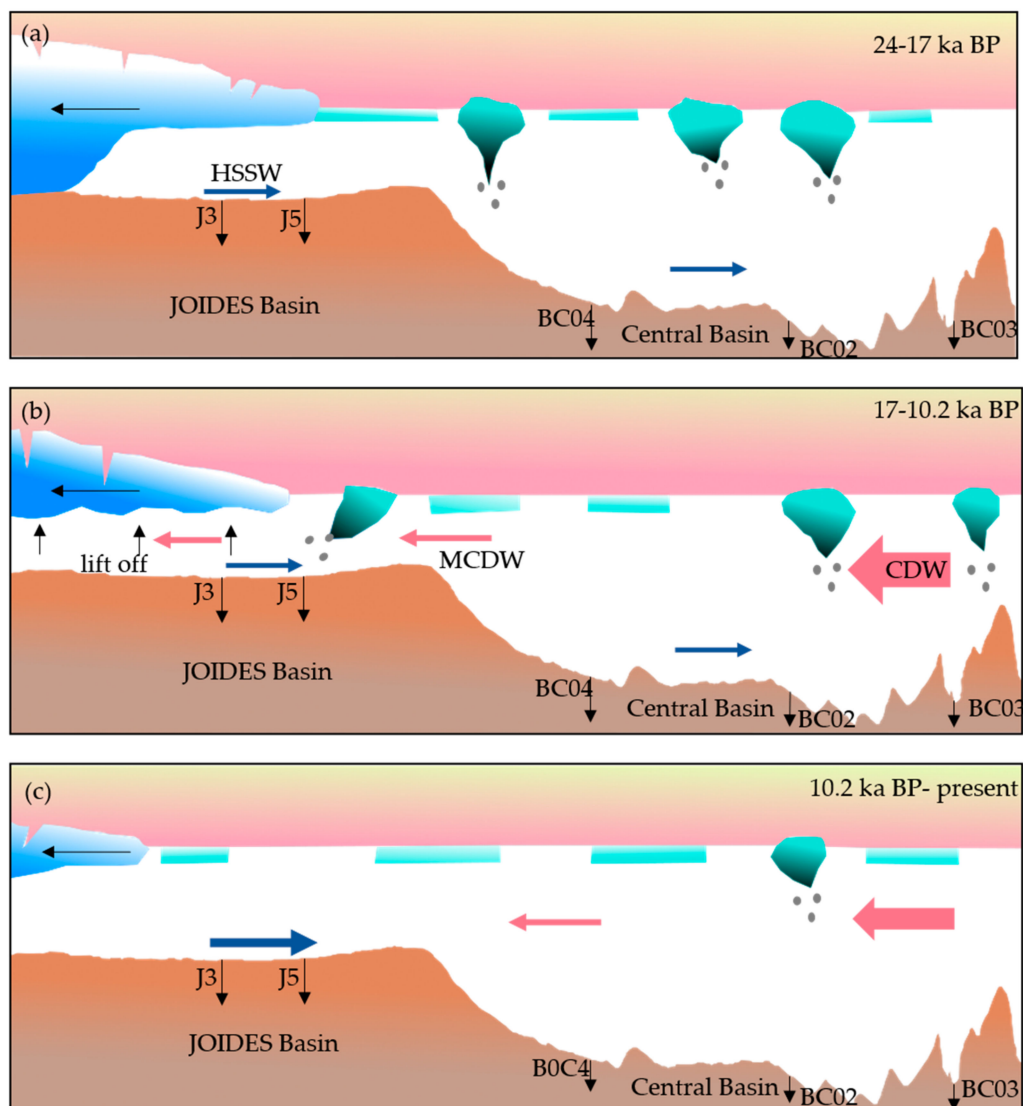 (a)
24-17 ka BP
HSSW
J3
J5
JOIDES Basin
BC04
Central Basin
BC02
BC03
(b)
17-10.2 ka BP
lift off
MCDW
CDW
J3
J5
JOIDES Basin
BC04
Central Basin
BC02
BC03
(c)
10.2 ka BP- present
J3
J5
JOIDES Basin
B0C4
Central Basin
BC02
BC03